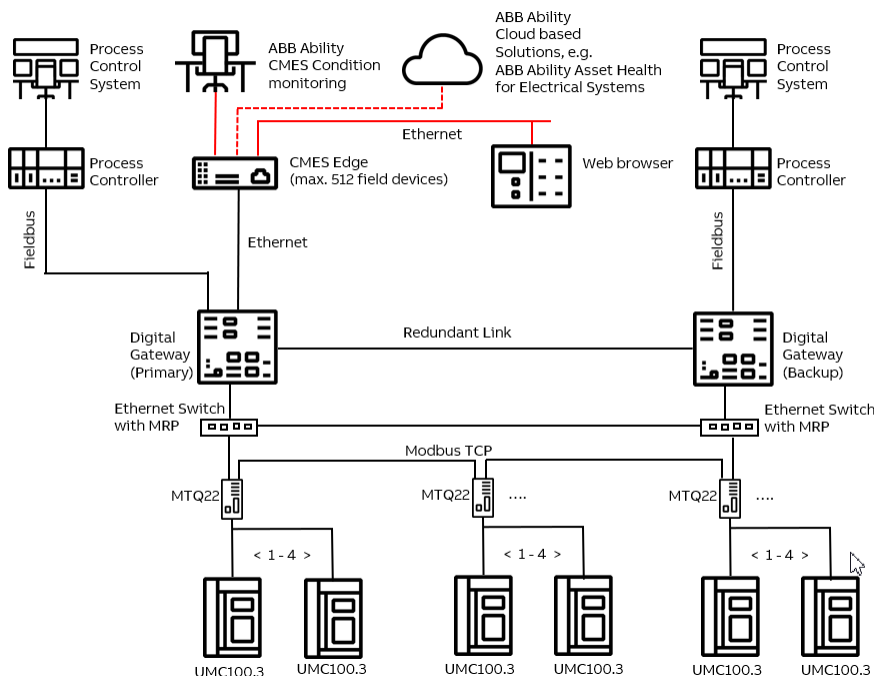 Process
Control
System
ABB Ability
CMES Condition
monitoring
ABB Ability
Cloud based
Solutions, e.g.
ABB Ability Asset Health
for Electrical Systems
Process
Control
System
Ethernet
Process
Controller
CMES Edge
(max. 512 field devices)
Web browser
Process
Controller
Fieldbus
Ethernet
Fieldbus
Digital
Gateway
(Primary)
Redundant Link
Digital
Gateway
(Backup)
Ethernet Switch
with MRP
Ethernet Switch
with MRP
Modbus TCP
MTQ22
MTQ22
....
MTQ22
....
< 1 - 4 >
< 1 - 4 >
< 1 - 4 >
UMC100.3
UMC100.3
UMC100.3
UMC100.3
UMC100.3
UMC100.3